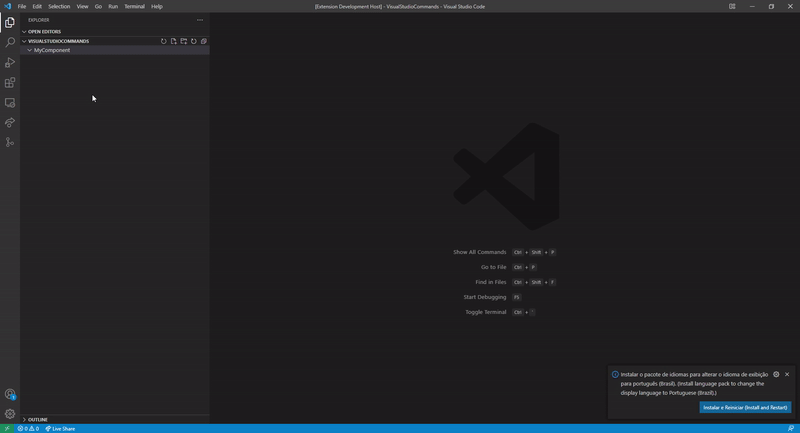 File Edit Selection View Go Run Terminal Help
[Extension Development Host] - VisualStudioCommands - Visual Studio Code
EXPLORER
OPEN EDITORS
VISUALSTUDIOCOMMANDS
MyComponent
Show All Commands Ctrl + Shift + P
Go to File Ctrl + P
Find in Files Ctrl + Shift + F
Start Debugging F5
Toggle Terminal Ctrl + `
Instalar o pacote de idiomas para alterar o idioma de exibição
para português (Brasil). (Install language pack to change the
display language to Portuguese (Brazil).)
Instalar e Reiniciar (Install and Restart)
1
OUTLINE
0 0 Live Share